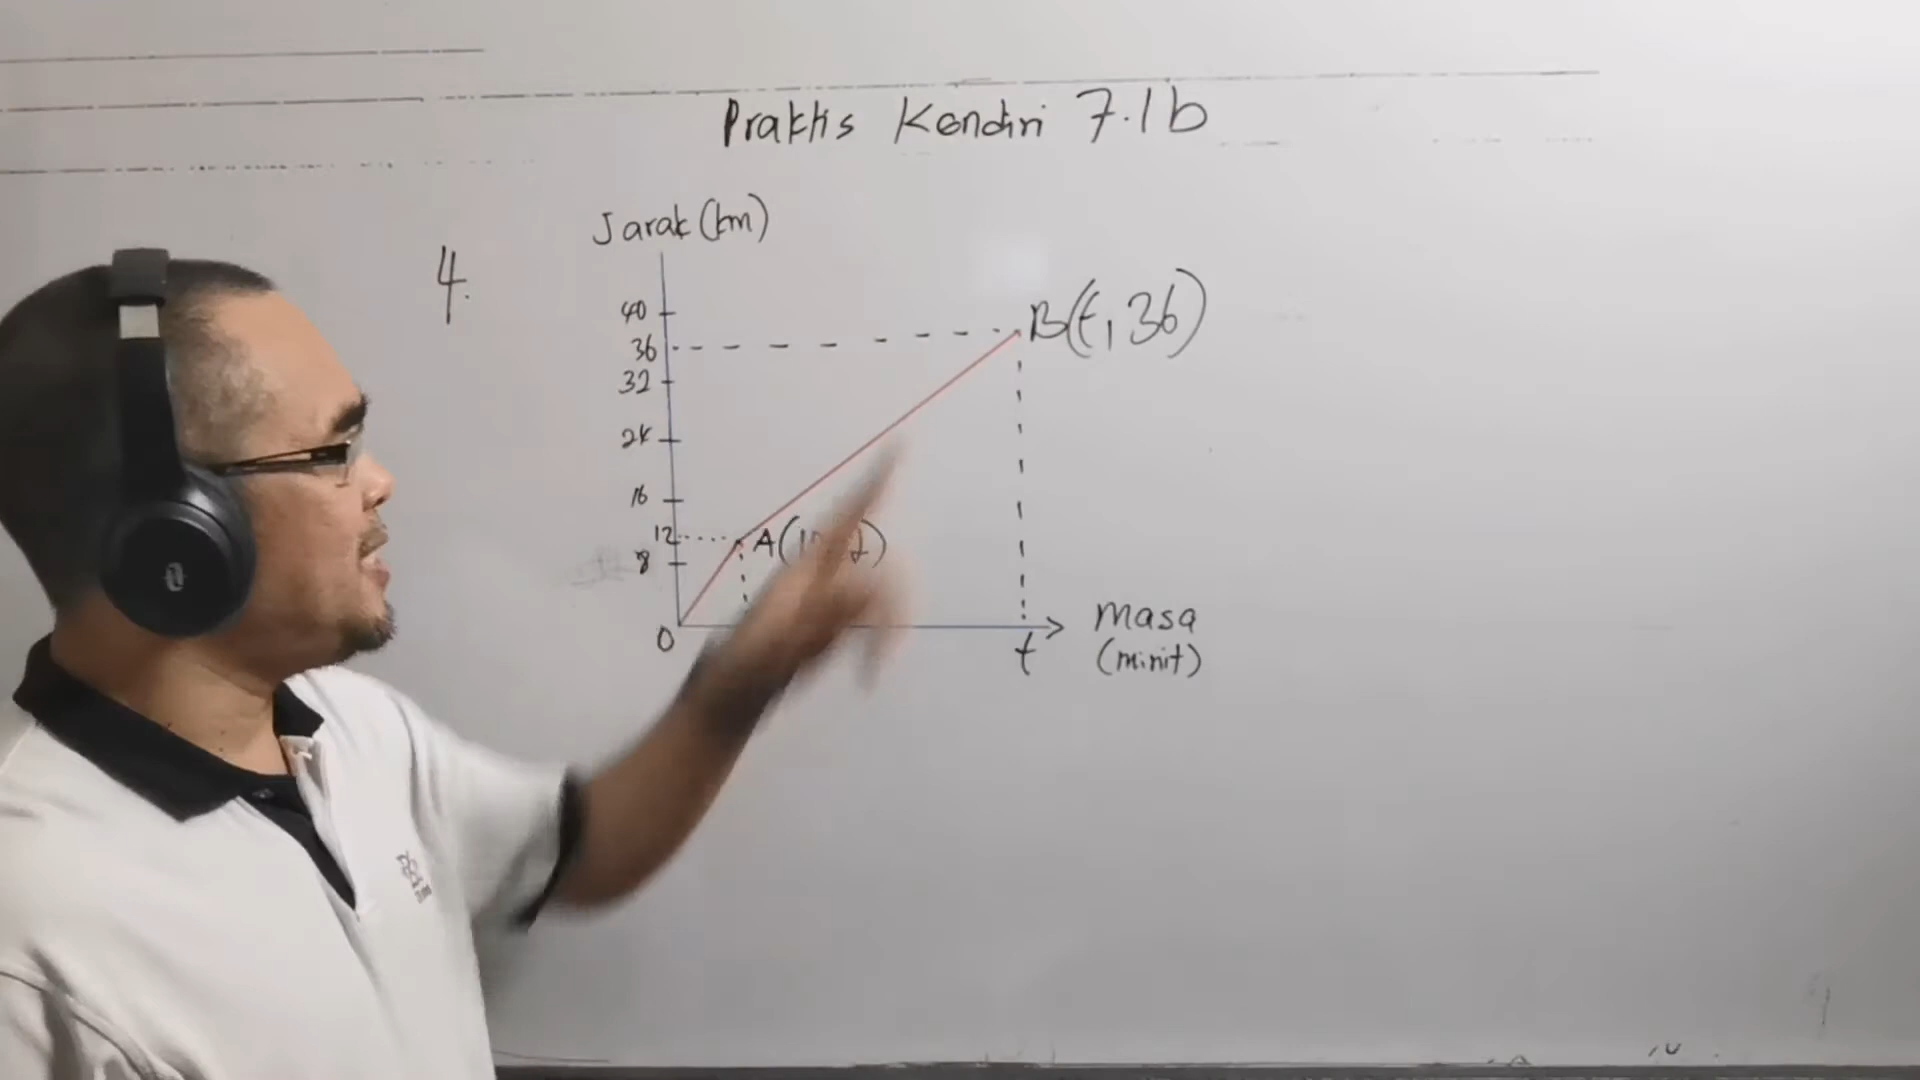 Praktis Kendiri 7.1b
4.
Jarak (km)
40
36
32
24
16
12
8
0
B(t, 36)
A(
t
Masa
(minit)